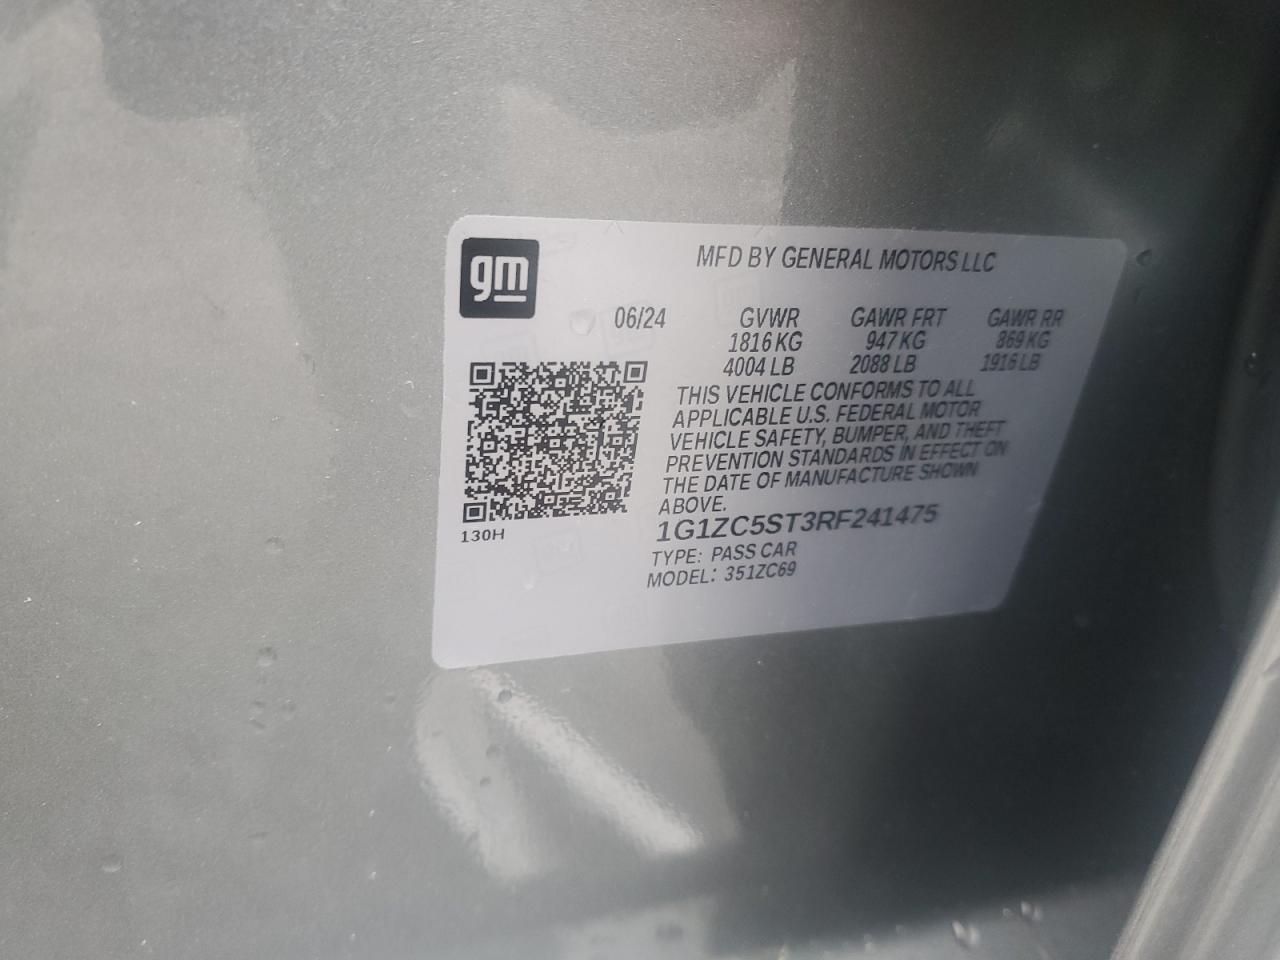 gm
MFD BY GENERAL MOTORS LLC
06/24 GVWR GAWR FRT GAWR RR
1816 KG 947 KG 869 KG
4004 LB 2088 LB 1916 LB
THIS VEHICLE CONFORMS TO ALL
APPLICABLE U.S. FEDERAL MOTOR
VEHICLE SAFETY, BUMPER, AND THEFT
PREVENTION STANDARDS IN EFFECT ON
THE DATE OF MANUFACTURE SHOWN
ABOVE.
1G1ZC5ST3RF241475
130H
TYPE: PASS CAR
MODEL: 351ZC69